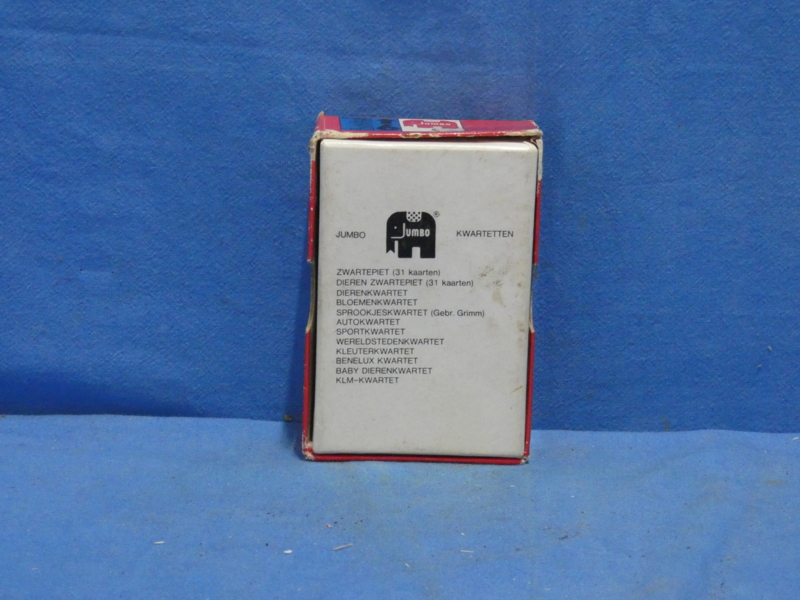 Jumbo
JUMBO JUMBO ® KWARTETTEN
ZWARTEPIET (31 kaarten)
DIEREN ZWARTEPIET (31 kaarten)
DIERENKWARTET
BLOEMENKWARTET
SPROOKJESKWARTET (Gebr. Grimm)
AUTOKWARTET
SPORTKWARTET
WERELDSTEDENKWARTET
KLEUTERKWARTET
BENELUX KWARTET
BABY DIERENKWARTET
KLM-KWARTET